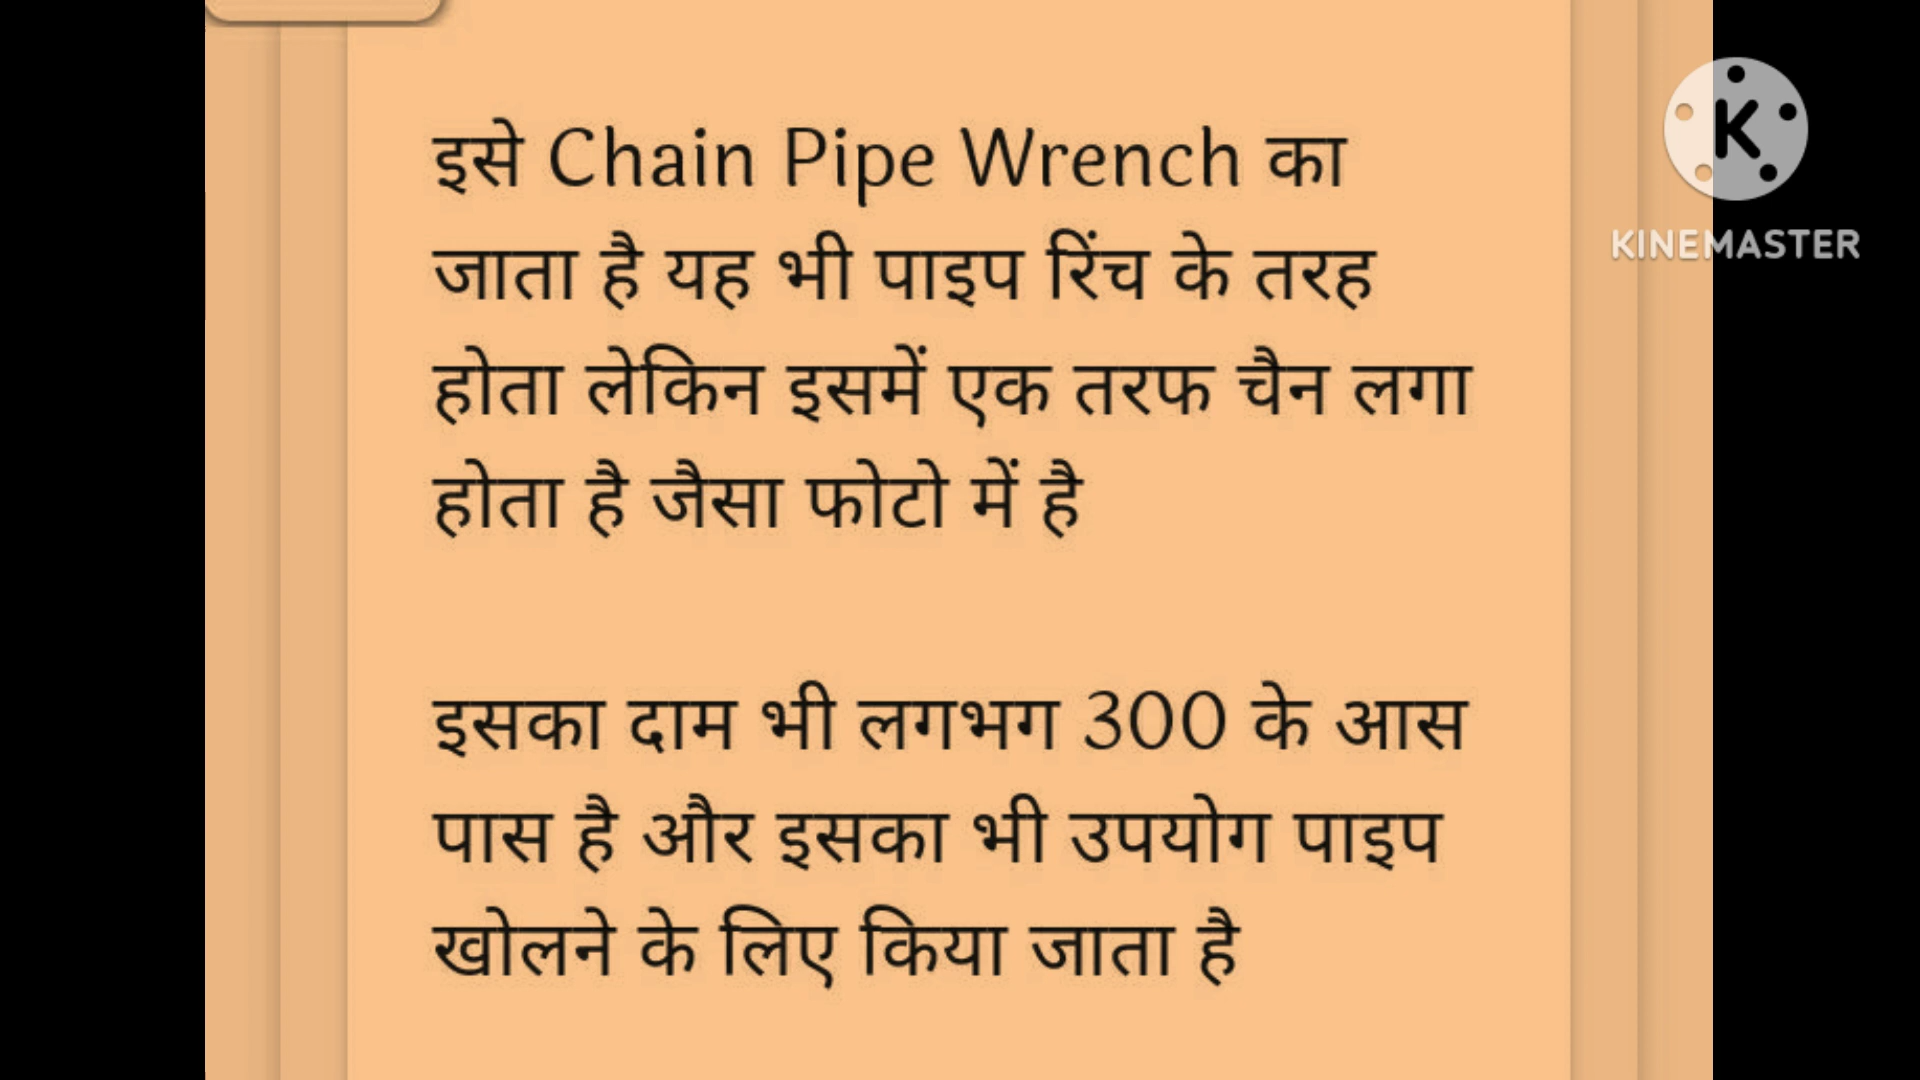 इसे Chain Pipe Wrench का
जाता है यह भी पाइप रिंच के तरह
होता लेकिन इसमें एक तरफ चैन लगा
होता है जैसा फोटो में है
इसका दाम भी लगभग 300 के आस
पास है और इसका भी उपयोग पाइप
खोलने के लिए किया जाता है
K
KINEMASTER